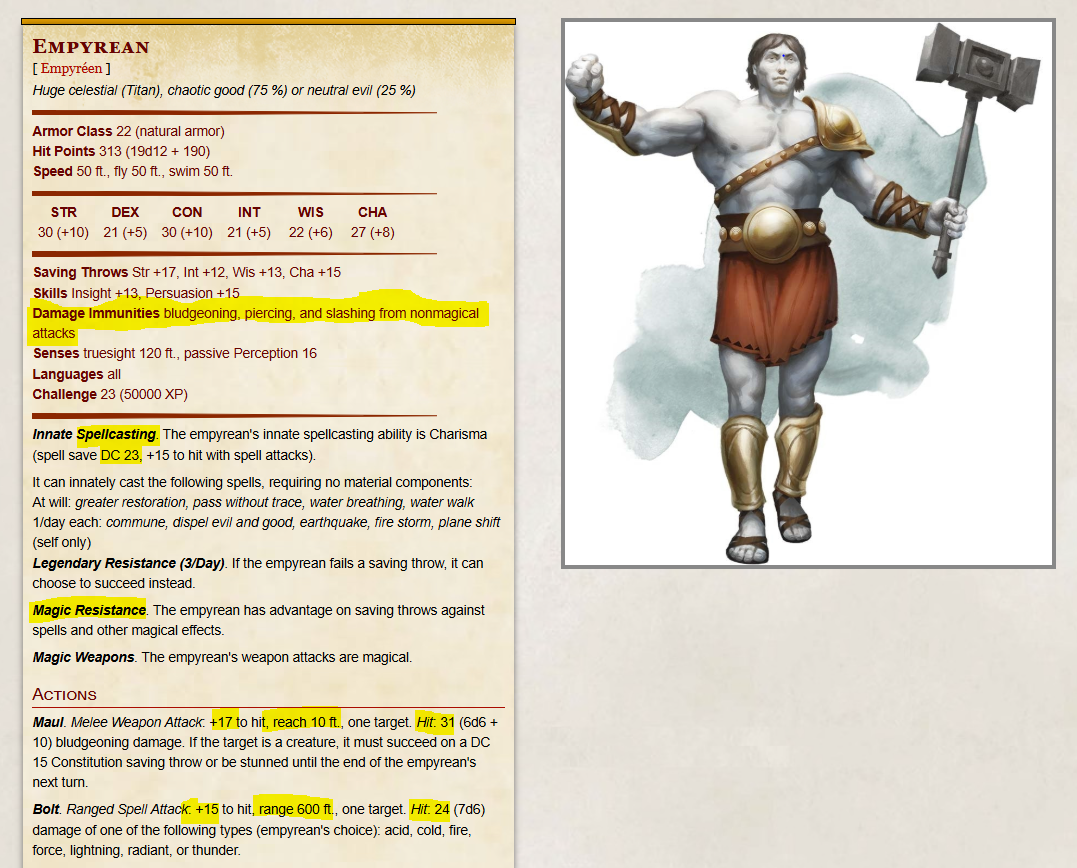 EMPYREAN
[ Empyréen ]
Huge celestial (Titan), chaotic good (75 %) or neutral evil (25 %)
Armor Class 22 (natural armor)
Hit Points 313 (19d12 + 190)
Speed 50 ft., fly 50 ft., swim 50 ft.
STR DEX CON INT WIS CHA
30 (+10) 21 (+5) 30 (+10) 21 (+5) 22 (+6) 27 (+8)
Saving Throws Str +17, Int +12, Wis +13, Cha +15
Skills Insight +13, Persuasion +15
Damage Immunities bludgeoning, piercing, and slashing from nonmagical
attacks
Senses truesight 120 ft., passive Perception 16
Languages all
Challenge 23 (50000 XP)
Innate Spellcasting. The empyrean's innate spellcasting ability is Charisma
(spell save DC 23, +15 to hit with spell attacks).
It can innately cast the following spells, requiring no material components:
At will: greater restoration, pass without trace, water breathing, water walk
1/day each: commune, dispel evil and good, earthquake, fire storm, plane shift
(self only)
Legendary Resistance (3/Day). If the empyrean fails a saving throw, it can
choose to succeed instead.
Magic Resistance. The empyrean has advantage on saving throws against
spells and other magical effects.
Magic Weapons. The empyrean's weapon attacks are magical.
ACTIONS
Maul. Melee Weapon Attack: +17 to hit, reach 10 ft., one target. Hit: 31 (6d6 +
10) bludgeoning damage. If the target is a creature, it must succeed on a DC
15 Constitution saving throw or be stunned until the end of the empyrean's
next turn.
Bolt. Ranged Spell Attack: +15 to hit, range 600 ft., one target. Hit: 24 (7d6)
damage of one of the following types (empyrean's choice): acid, cold, fire,
force, lightning, radiant, or thunder.